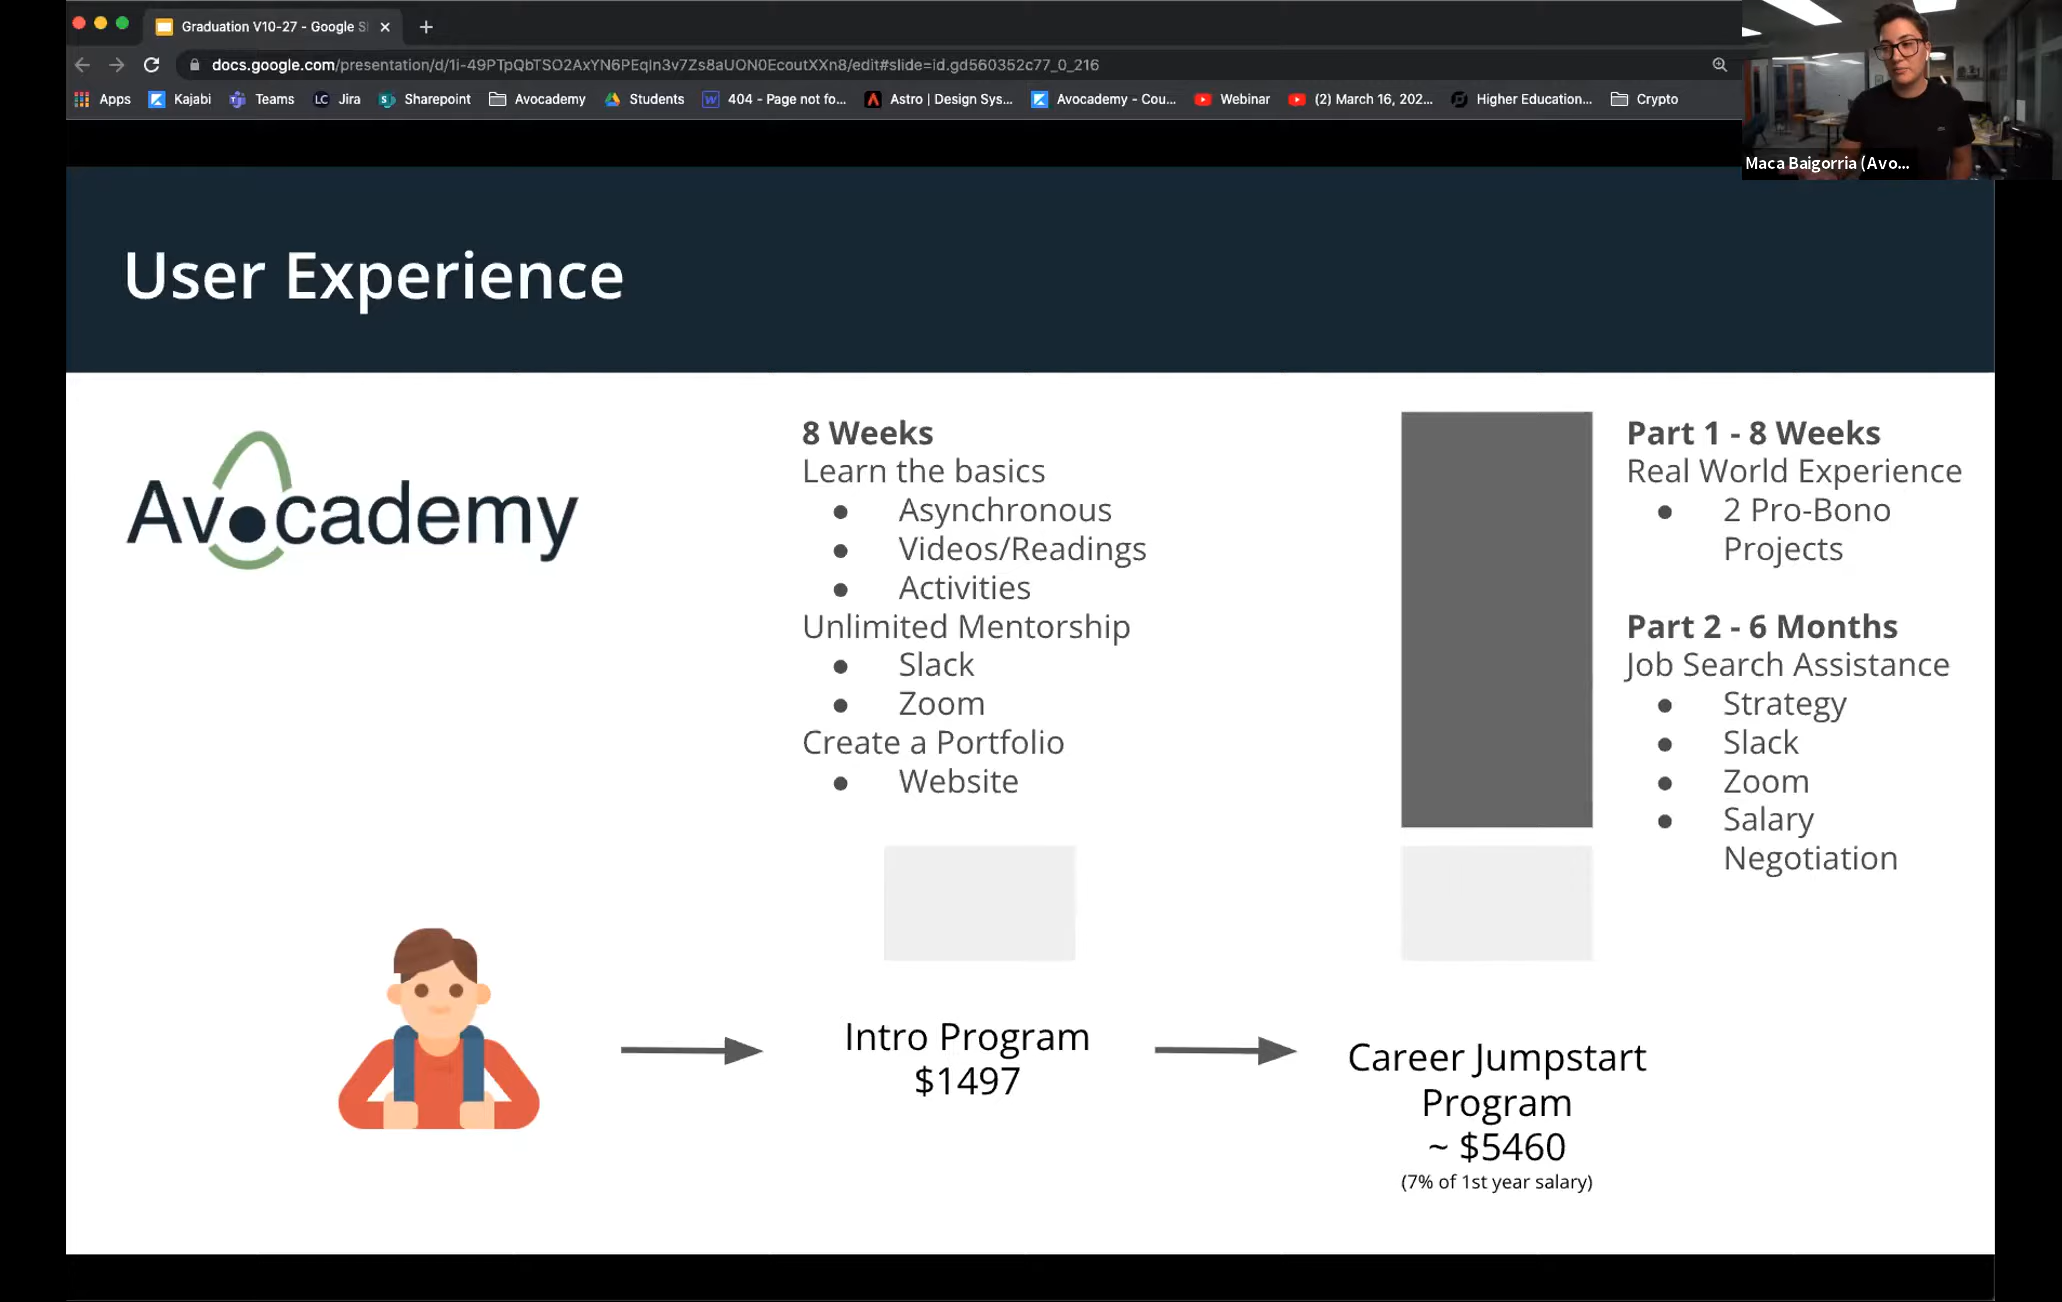 Graduation V10-27 - Google Sl
docs.google.com/presentation/d/1i-49PTpQbTSO2AxYN6PEqln3v7Zs8aUON0EcoutXXn8/edit#slide=id.gd560352c77_0_216
Apps Kajabi Teams LC Jira Sharepoint Avocademy Students 404 - Page not fo... Astro | Design Sys... Avocademy - Cou... Webinar (2) March 16, 202... Higher Education... Crypto
Maca Baigorria (Avo...
User Experience
Avocademy
8 Weeks
Learn the basics
● Asynchronous
● Videos/Readings
● Activities
Unlimited Mentorship
● Slack
● Zoom
Create a Portfolio
● Website
Intro Program
$1497
Part 1 - 8 Weeks
Real World Experience
● 2 Pro-Bono
Projects
Part 2 - 6 Months
Job Search Assistance
● Strategy
● Slack
● Zoom
● Salary
Negotiation
Career Jumpstart
Program
~ $5460
(7% of 1st year salary)